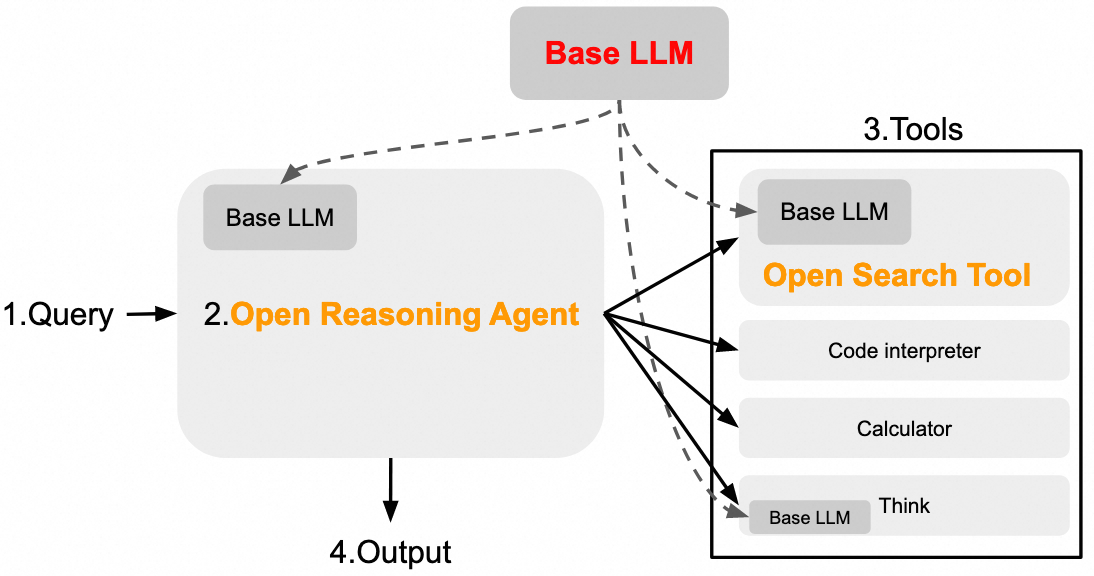 Base LLM
3.Tools
Base LLM
Base LLM
Open Search Tool
1.Query
2.Open Reasoning Agent
Code interpreter
Calculator
Think
Base LLM
4.Output